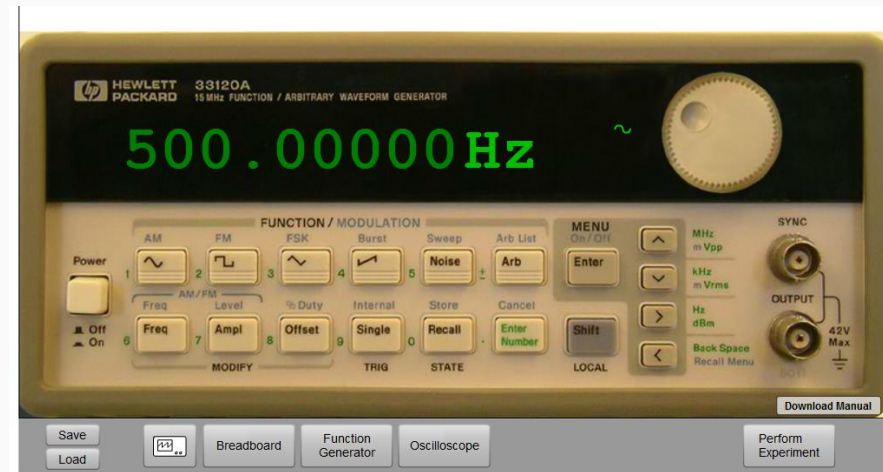 hp HEWLETT PACKARD 33120A
15 MHz FUNCTION / ARBITRARY WAVEFORM GENERATOR
500.00000Hz
FUNCTION / MODULATION
AM FM FSK Burst Sweep Arb List
Power
1 2 3 4 5 Noise ± Arb
AM/FM
Freq Level % Duty Internal Store Cancel
Off
On
6 Freq 7 Ampl 8 Offset 9 Single 0 Recall . Enter Number
MODIFY TRIG STATE
MENU
On / Off
Enter
Shift
LOCAL
MHz
m Vpp
kHz
m Vrms
Hz
dBm
Back Space
Recall Menu
SYNC
OUTPUT
42V
Max
Download Manual
Save
Load
Breadboard
Function
Generator
Oscilloscope
Perform
Experiment